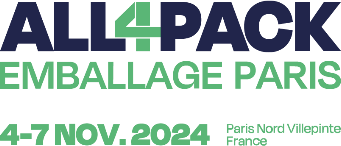 ALL4PACK
EMBALLAGE PARIS
4-7 NOV. 2024
Paris Nord Villepinte
France